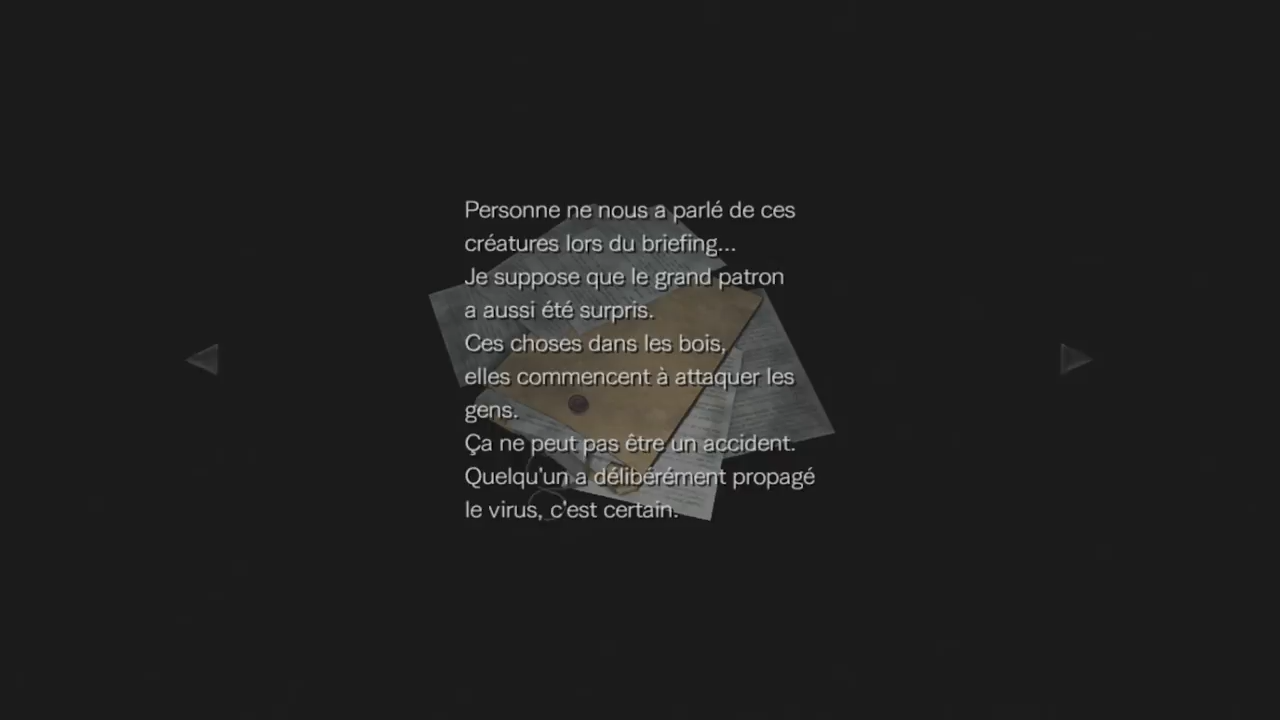 Personne ne nous a parlé de ces
créatures lors du briefing...
Je suppose que le grand patron
a aussi été surpris.
Ces choses dans les bois,
elles commencent à attaquer les
gens.
Ça ne peut pas être un accident.
Quelqu'un a délibérément propagé
le virus, c'est certain.